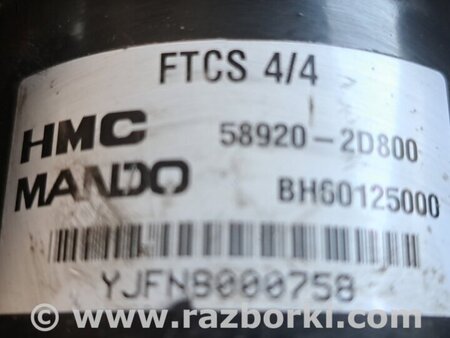 FTCS 4/4
HMC 58920-2D800
MANDO BH60125000
YJFN8000758
© www.razborki.com